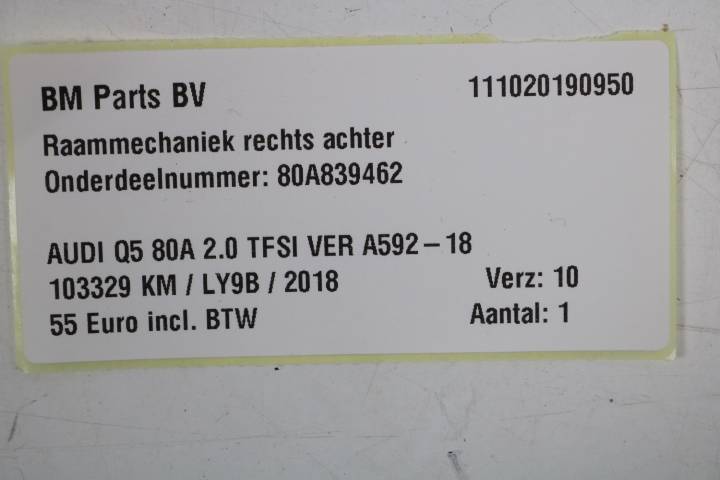 BM Parts BV 111020190950
Raammechaniek rechts achter
Onderdeelnummer: 80A839462
AUDI Q5 80A 2.0 TFSI VER A592-18
103329 KM / LY9B / 2018 Verz: 10
55 Euro incl. BTW Aantal: 1